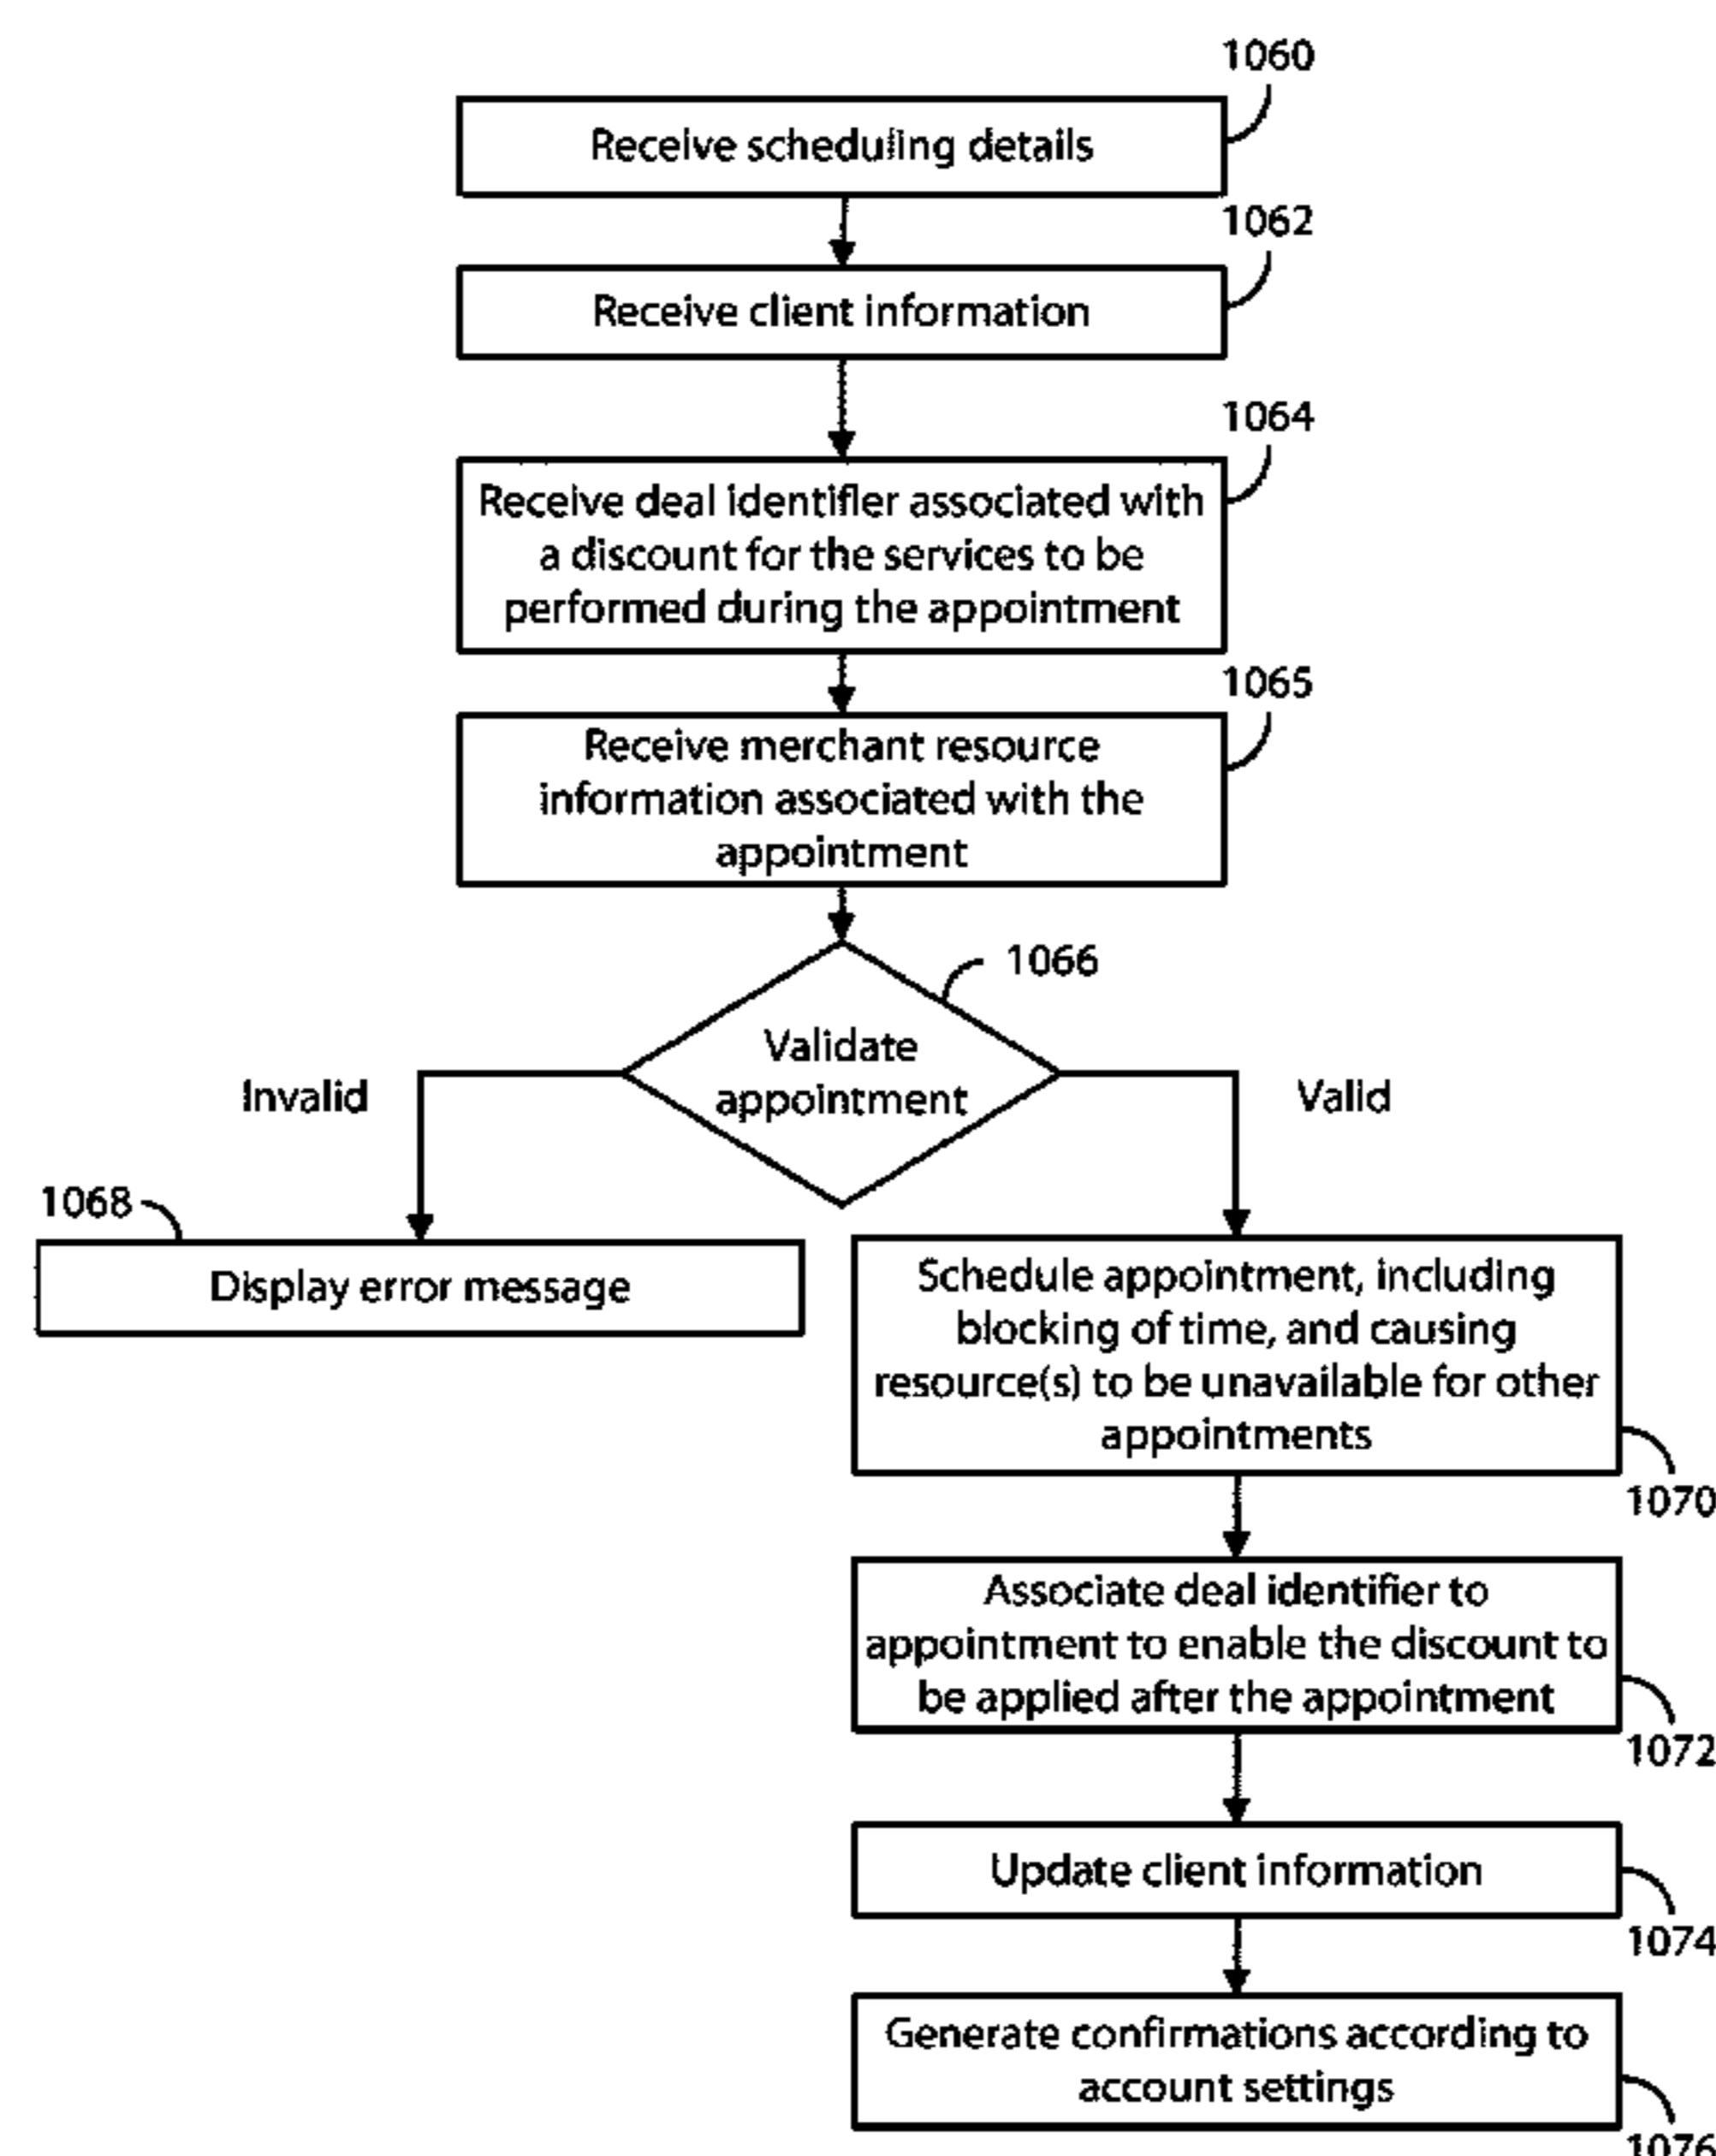 1060
Receive scheduling details
1062
Receive client information
1064
Receive deal identifier associated with
a discount for the services to be
performed during the appointment
1065
Receive merchant resource
information associated with the
appointment
1066
Validate
appointment
Invalid
Valid
1068
Display error message
Schedule appointment, including
blocking of time, and causing
resource(s) to be unavailable for other
appointments
1070
Associate deal identifier to
appointment to enable the discount to
be applied after the appointment
1072
Update client information
1074
Generate confirmations according to
account settings
1076